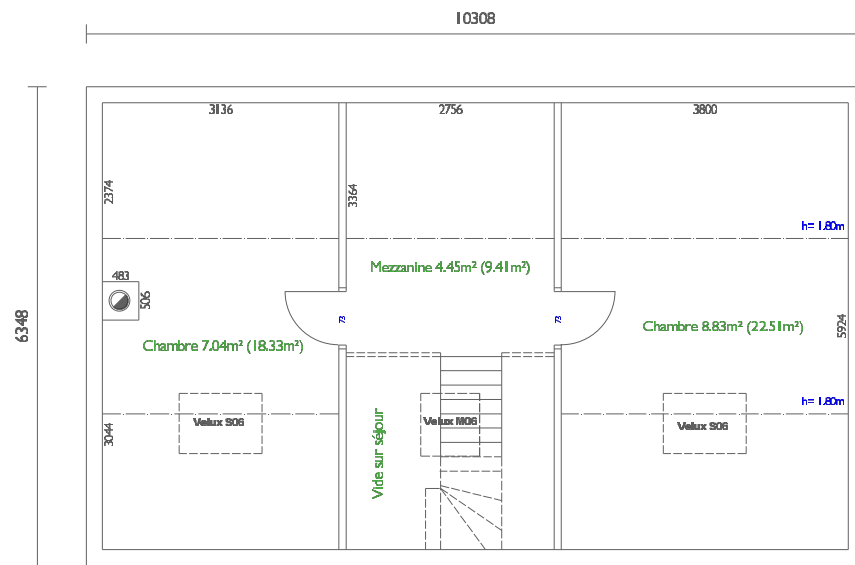 10308
3136
2756
3800
2374
3364
h= 1.80m
Mezzanine 4.45m² (9.41m²)
483
506
6348
73
73
Chambre 8.83m² (22.51m²)
5924
Chambre 7.04m² (18.33m²)
h= 1.80m
Velux S06
Velux M06
Velux S06
3044
Vide sur séjour